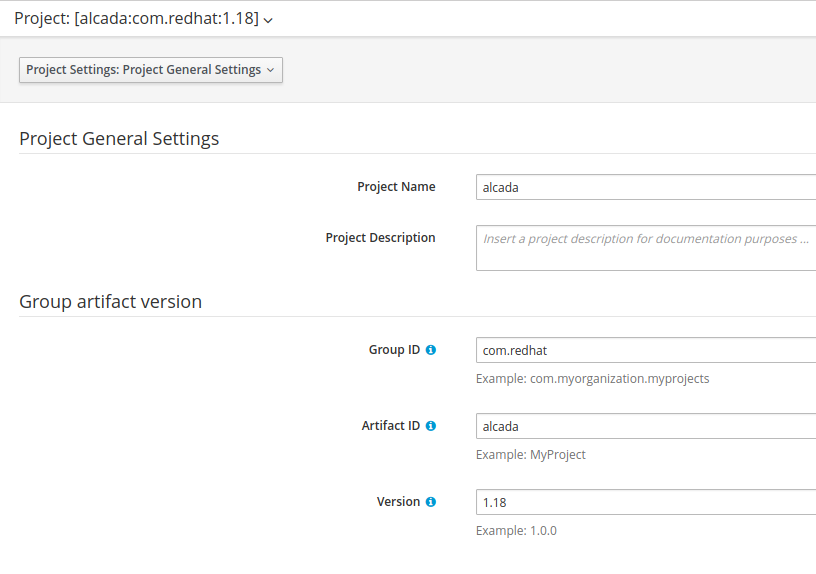 Project: [alcada:com.redhat:1.18]
Project Settings: Project General Settings
Project General Settings
Project Name
alcada
Project Description
Insert a project description for documentation purposes ...
Group artifact version
Group ID
com.redhat
Example: com.myorganization.myprojects
Artifact ID
alcada
Example: MyProject
Version
1.18
Example: 1.0.0